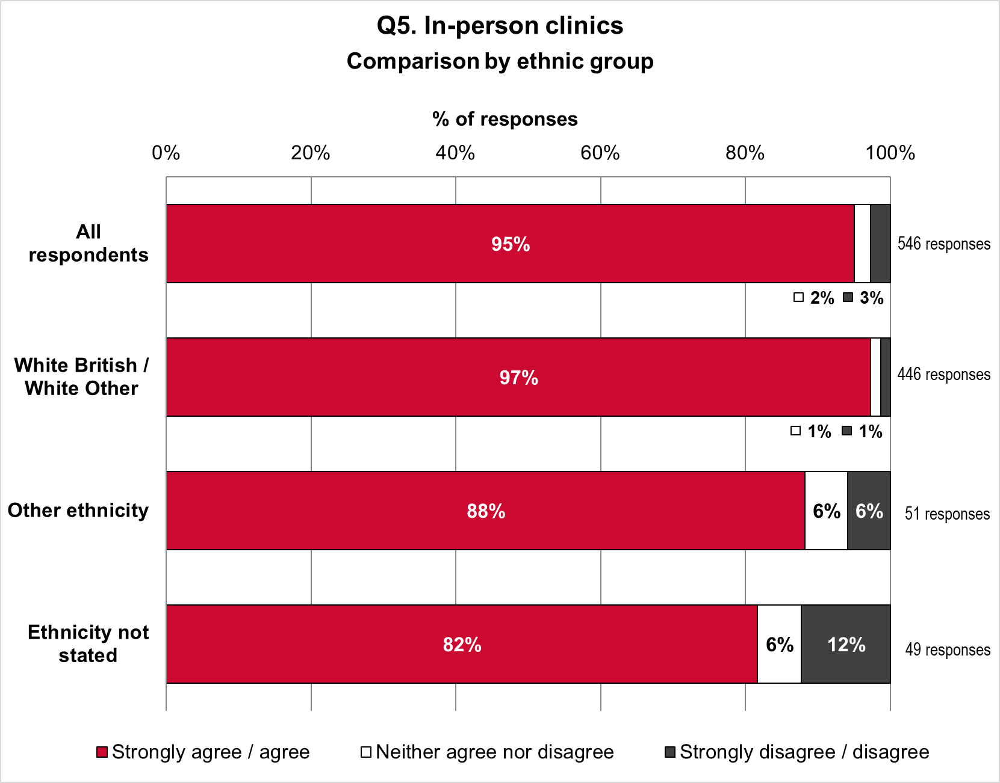 Q5. In-person clinics
Comparison by ethnic group
% of responses
0% 20% 40% 60% 80% 100%
All
respondents
95%
546 responses
2% 3%
White British /
White Other
97%
446 responses
1% 1%
Other ethnicity
88% 6% 6%
51 responses
Ethnicity not
stated
82% 6% 12%
49 responses
Strongly agree / agree Neither agree nor disagree Strongly disagree / disagree